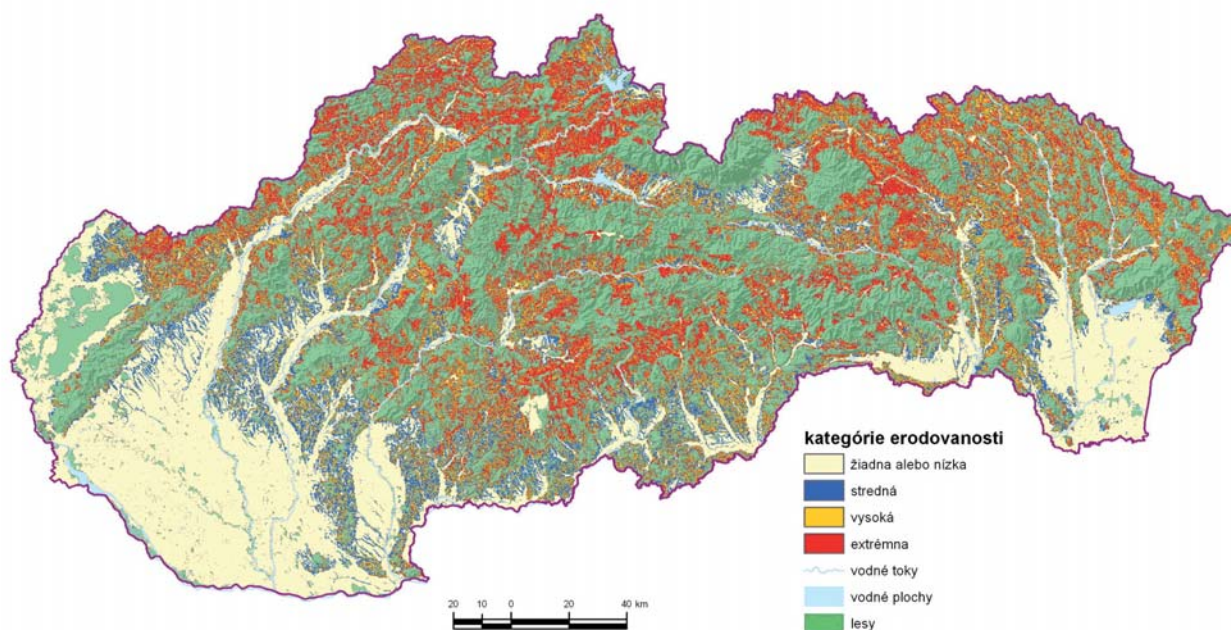 kategórie erodovanosti
žiadna alebo nízka
stredná
vysoká
extrémna
vodné toky
vodné plochy
lesy
20 10 0 20 40 km